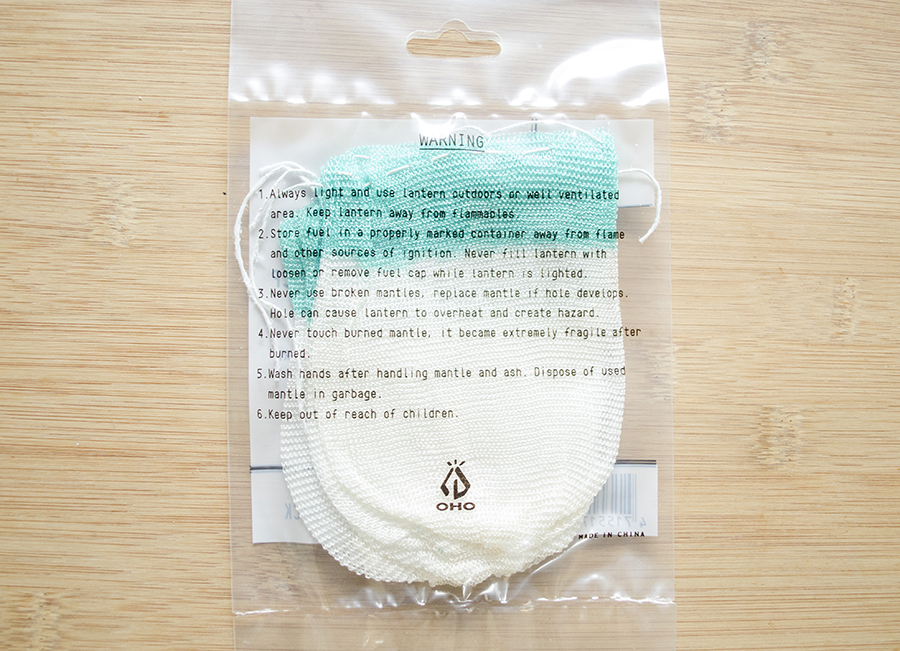 WARNING
1.Always light and use lantern outdoors or well ventilated
area. Keep lantern away from flammables.
2.Store fuel in a properly marked container away from flame
and other sources of ignition. Never fill lantern with
loosen or remove fuel cap while lantern is lighted.
3.Never use broken mantles, replace mantle if hole develops.
Hole can cause lantern to overheat and create hazard.
4.Never touch burned mantle, it became extremely fragile after
burned.
5.Wash hands after handling mantle and ash. Dispose of used
mantle in garbage.
6.Keep out of reach of children.
OHO
MADE IN CHINA